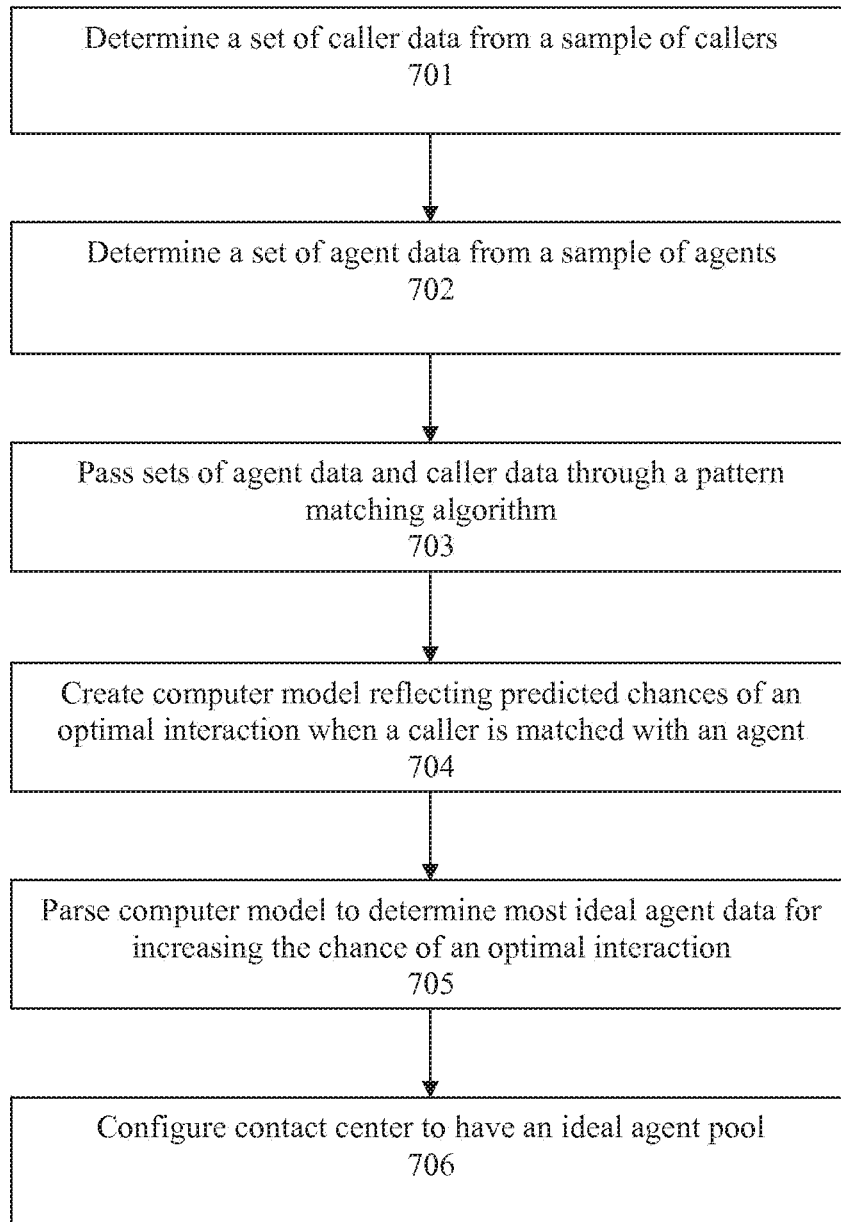 Determine a set of caller data from a sample of callers
701
Determine a set of agent data from a sample of agents
702
Pass sets of agent data and caller data through a pattern
matching algorithm
703
Create computer model reflecting predicted chances of an
optimal interaction when a caller is matched with an agent
704
Parse computer model to determine most ideal agent data for
increasing the chance of an optimal interaction
705
Configure contact center to have an ideal agent pool
706